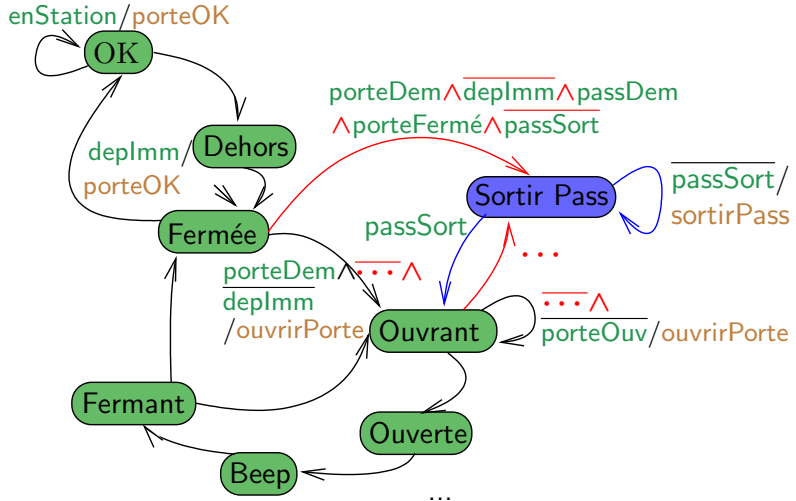 enStation/porteOK
OK
porteDem∧depImm∧passDem
∧porteFermé∧passSort
Dehors
depImm/
porteOK
Sortir Pass
passSort/
sortirPass
Fermée
passSort
...
porteDem∧...∧
depImm
/ouvrirPorte
Ouvrant
...∧
porteOuv/ouvrirPorte
Fermant
Ouverte
Beep
...